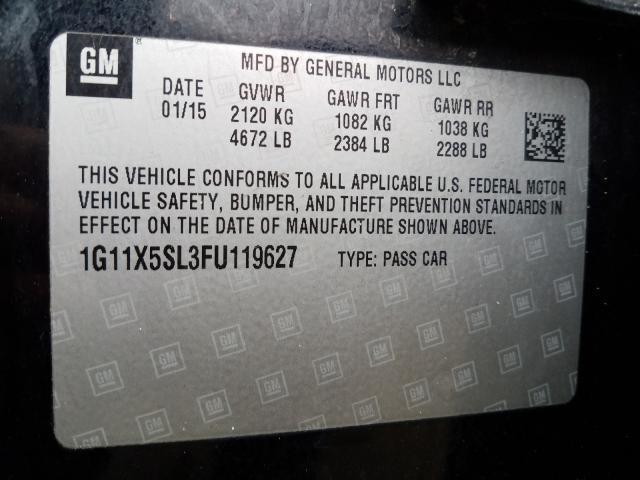 GM
MFD BY GENERAL MOTORS LLC
DATE GVWR GAWR FRT GAWR RR
01/15 2120 KG 1082 KG 1038 KG
4672 LB 2384 LB 2288 LB
THIS VEHICLE CONFORMS TO ALL APPLICABLE U.S. FEDERAL MOTOR
VEHICLE SAFETY, BUMPER, AND THEFT PREVENTION STANDARDS IN
EFFECT ON THE DATE OF MANUFACTURE SHOWN ABOVE.
1G11X5SL3FU119627 TYPE: PASS CAR